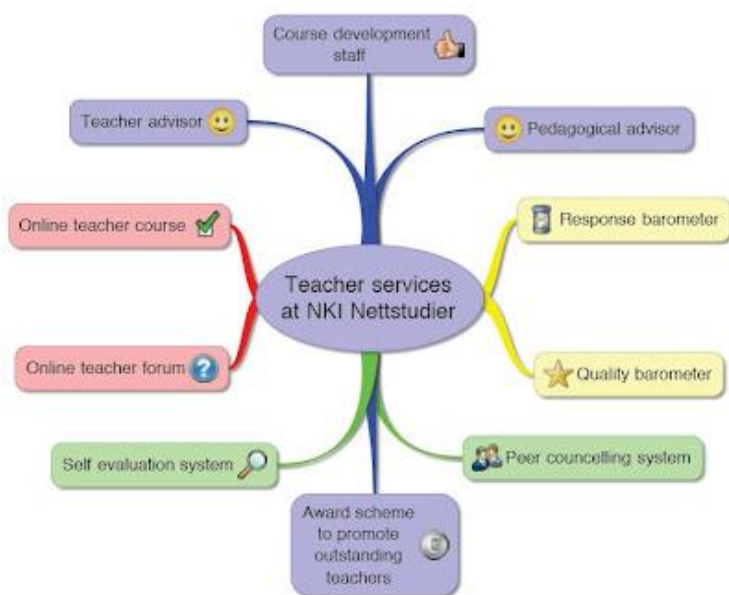 Course development
staff
Teacher advisor
Pedagogical advisor
Online teacher course
Response barometer
Teacher services
at NKI Nettstudier
Online teacher forum
?
Quality barometer
Self evaluation system
Peer councelling system
Award scheme
to promote
outstanding
teachers